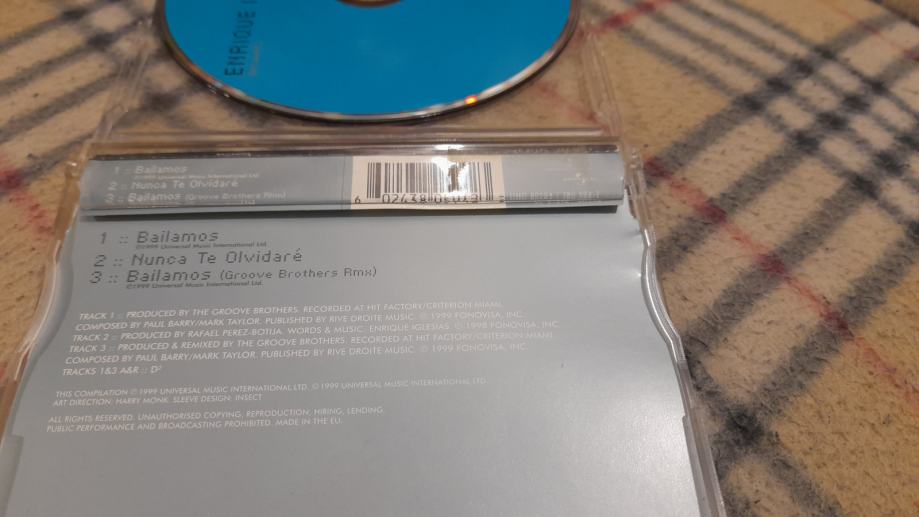 ENRIQUE
1 :: Bailamos
©1999 Universal Music International Ltd.
2 :: Nunca Te Olvidaré
3 :: Bailamos (Groove Brothers Rmx)
1 :: Bailamos
©1999 Universal Music International Ltd.
2 :: Nunca Te Olvidaré
3 :: Bailamos (Groove Brothers Rmx)
©1999 Universal Music International Ltd.
TRACK 1 :: PRODUCED BY THE GROOVE BROTHERS. RECORDED AT HIT FACTORY/CRITERION MIAMI.
COMPOSED BY PAUL BARRY/MARK TAYLOR. PUBLISHED BY RIVE DROITE MUSIC. ℗ 1999 FONOVISA, INC.
TRACK 2 :: PRODUCED BY RAFAEL PEREZ-BOTIJA. WORDS & MUSIC. ENRIQUE IGLESIAS. ℗ 1998 FONOVISA, INC.
TRACK 3 :: PRODUCED & REMIXED BY THE GROOVE BROTHERS. RECORDED AT HIT FACTORY/CRITERION MIAMI.
COMPOSED BY PAUL BARRY/MARK TAYLOR. PUBLISHED BY RIVE DROITE MUSIC. ℗ 1999 FONOVISA, INC.
TRACKS 1&3 A&R :: D²
THIS COMPILATION ℗ 1999 UNIVERSAL MUSIC INTERNATIONAL LTD. © 1999 UNIVERSAL MUSIC INTERNATIONAL LTD.
ART DIRECTION: HARRY MONK. SLEEVE DESIGN: INSECT
ALL RIGHTS RESERVED. UNAUTHORISED COPYING, REPRODUCTION, HIRING, LENDING,
PUBLIC PERFORMANCE AND BROADCASTING PROHIBITED. MADE IN THE EU.